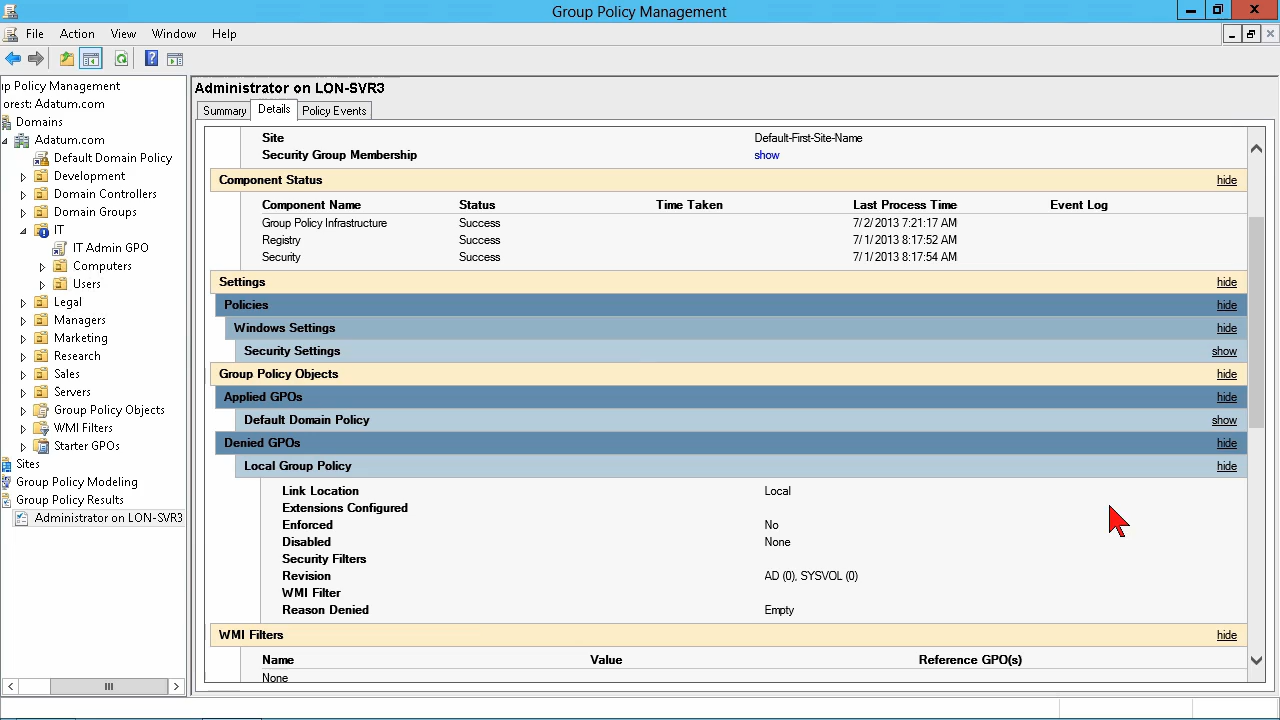 Group Policy Management
File Action View Window Help
p Policy Management
orest: Adatum.com
Domains
Adatum.com
Default Domain Policy
Development
Domain Controllers
Domain Groups
IT
IT Admin GPO
Computers
Users
Legal
Managers
Marketing
Research
Sales
Servers
Group Policy Objects
WMI Filters
Starter GPOs
Sites
Group Policy Modeling
Group Policy Results
Administrator on LON-SVR3
Administrator on LON-SVR3
Summary Details Policy Events
Site Default-First-Site-Name
Security Group Membership show
Component Status hide
Component Name Status Time Taken Last Process Time Event Log
Group Policy Infrastructure Success 7/2/2013 7:21:17 AM
Registry Success 7/1/2013 8:17:52 AM
Security Success 7/1/2013 8:17:54 AM
Settings hide
Policies hide
Windows Settings hide
Security Settings show
Group Policy Objects hide
Applied GPOs hide
Default Domain Policy show
Denied GPOs hide
Local Group Policy hide
Link Location Local
Extensions Configured
Enforced No
Disabled None
Security Filters
Revision AD (0), SYSVOL (0)
WMI Filter
Reason Denied Empty
WMI Filters hide
Name Value Reference GPO(s)
None